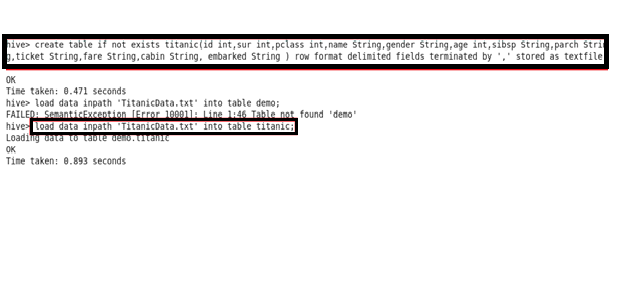 hive> create table if not exists titanic(id int,sur int,pclass int,name String,gender String,age int,sibsp String,parch Strin
g,ticket String,fare String,cabin String, embarked String ) row format delimited fields terminated by ',' stored as textfile
OK
Time taken: 0.471 seconds
hive> load data inpath 'TitanicData.txt' into table demo;
FAILED: SemanticException [Error 10001]: Line 1:46 Table not found 'demo'
hive> load data inpath 'TitanicData.txt' into table titanic;
Loading data to table demo.titanic
OK
Time taken: 0.893 seconds